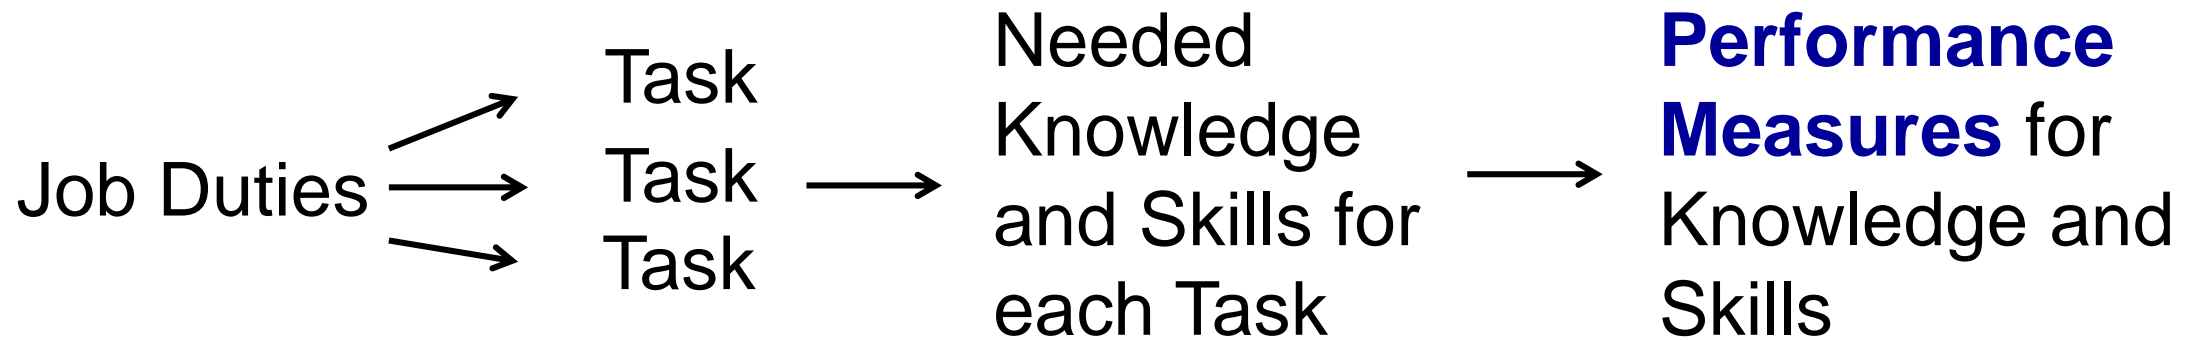 Job Duties
Task
Task
Task
Needed
Knowledge
and Skills for
each Task
Performance
Measures for
Knowledge and
Skills